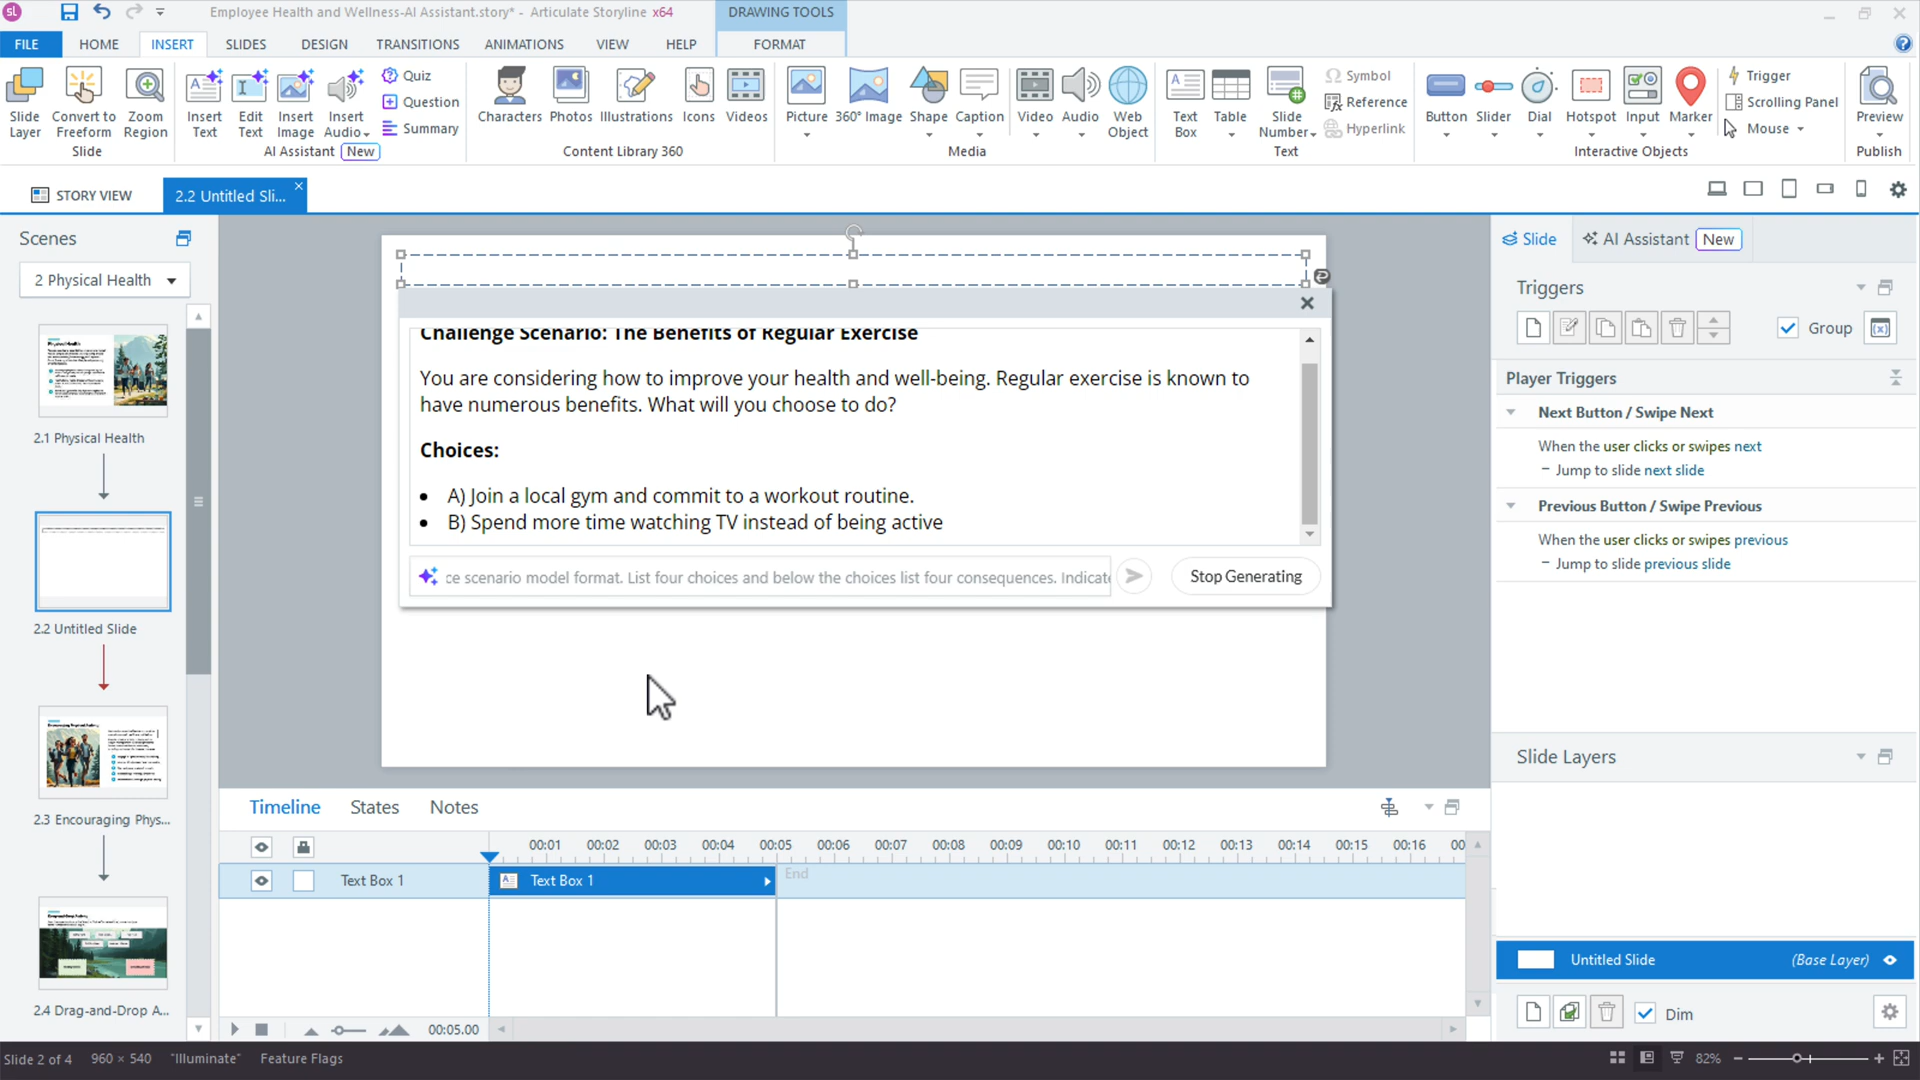 Employee Health and Wellness-AI Assistant.story* - Articulate Storyline x64
DRAWING TOOLS
FILE HOME INSERT SLIDES DESIGN TRANSITIONS ANIMATIONS VIEW HELP FORMAT
Slide Layer
Convert to Freeform
Zoom Region
Slide
Insert Text
Edit Text
Insert Image
Insert Audio
Quiz
Question
Summary
AI Assistant New
Characters
Photos
Illustrations
Icons
Videos
Content Library 360
Picture
360° Image
Shape
Caption
Video
Audio
Web Object
Media
Text Box
Table
Slide Number
Symbol
Reference
Hyperlink
Text
Button
Slider
Dial
Hotspot
Input
Marker
Trigger
Scrolling Panel
Mouse
Interactive Objects
Preview
Publish
STORY VIEW
2.2 Untitled Sli...
Scenes
2 Physical Health
2.1 Physical Health
2.2 Untitled Slide
2.3 Encouraging Phys...
2.4 Drag-and-Drop A...
Challenge Scenario: The Benefits of Regular Exercise
You are considering how to improve your health and well-being. Regular exercise is known to
have numerous benefits. What will you choose to do?
Choices:
• A) Join a local gym and commit to a workout routine.
• B) Spend more time watching TV instead of being active
ce scenario model format. List four choices and below the choices list four consequences. Indicate
Stop Generating
Slide
AI Assistant New
Triggers
Group
Player Triggers
Next Button / Swipe Next
When the user clicks or swipes next
– Jump to slide next slide
Previous Button / Swipe Previous
When the user clicks or swipes previous
– Jump to slide previous slide
Slide Layers
Untitled Slide (Base Layer)
Dim
Timeline States Notes
00:01 00:02 00:03 00:04 00:05 00:06 00:07 00:08 00:09 00:10 00:11 00:12 00:13 00:14 00:15 00:16 00
Text Box 1
Text Box 1
End
00:05.00
Slide 2 of 4 960 × 540 "Illuminate" Feature Flags
82%